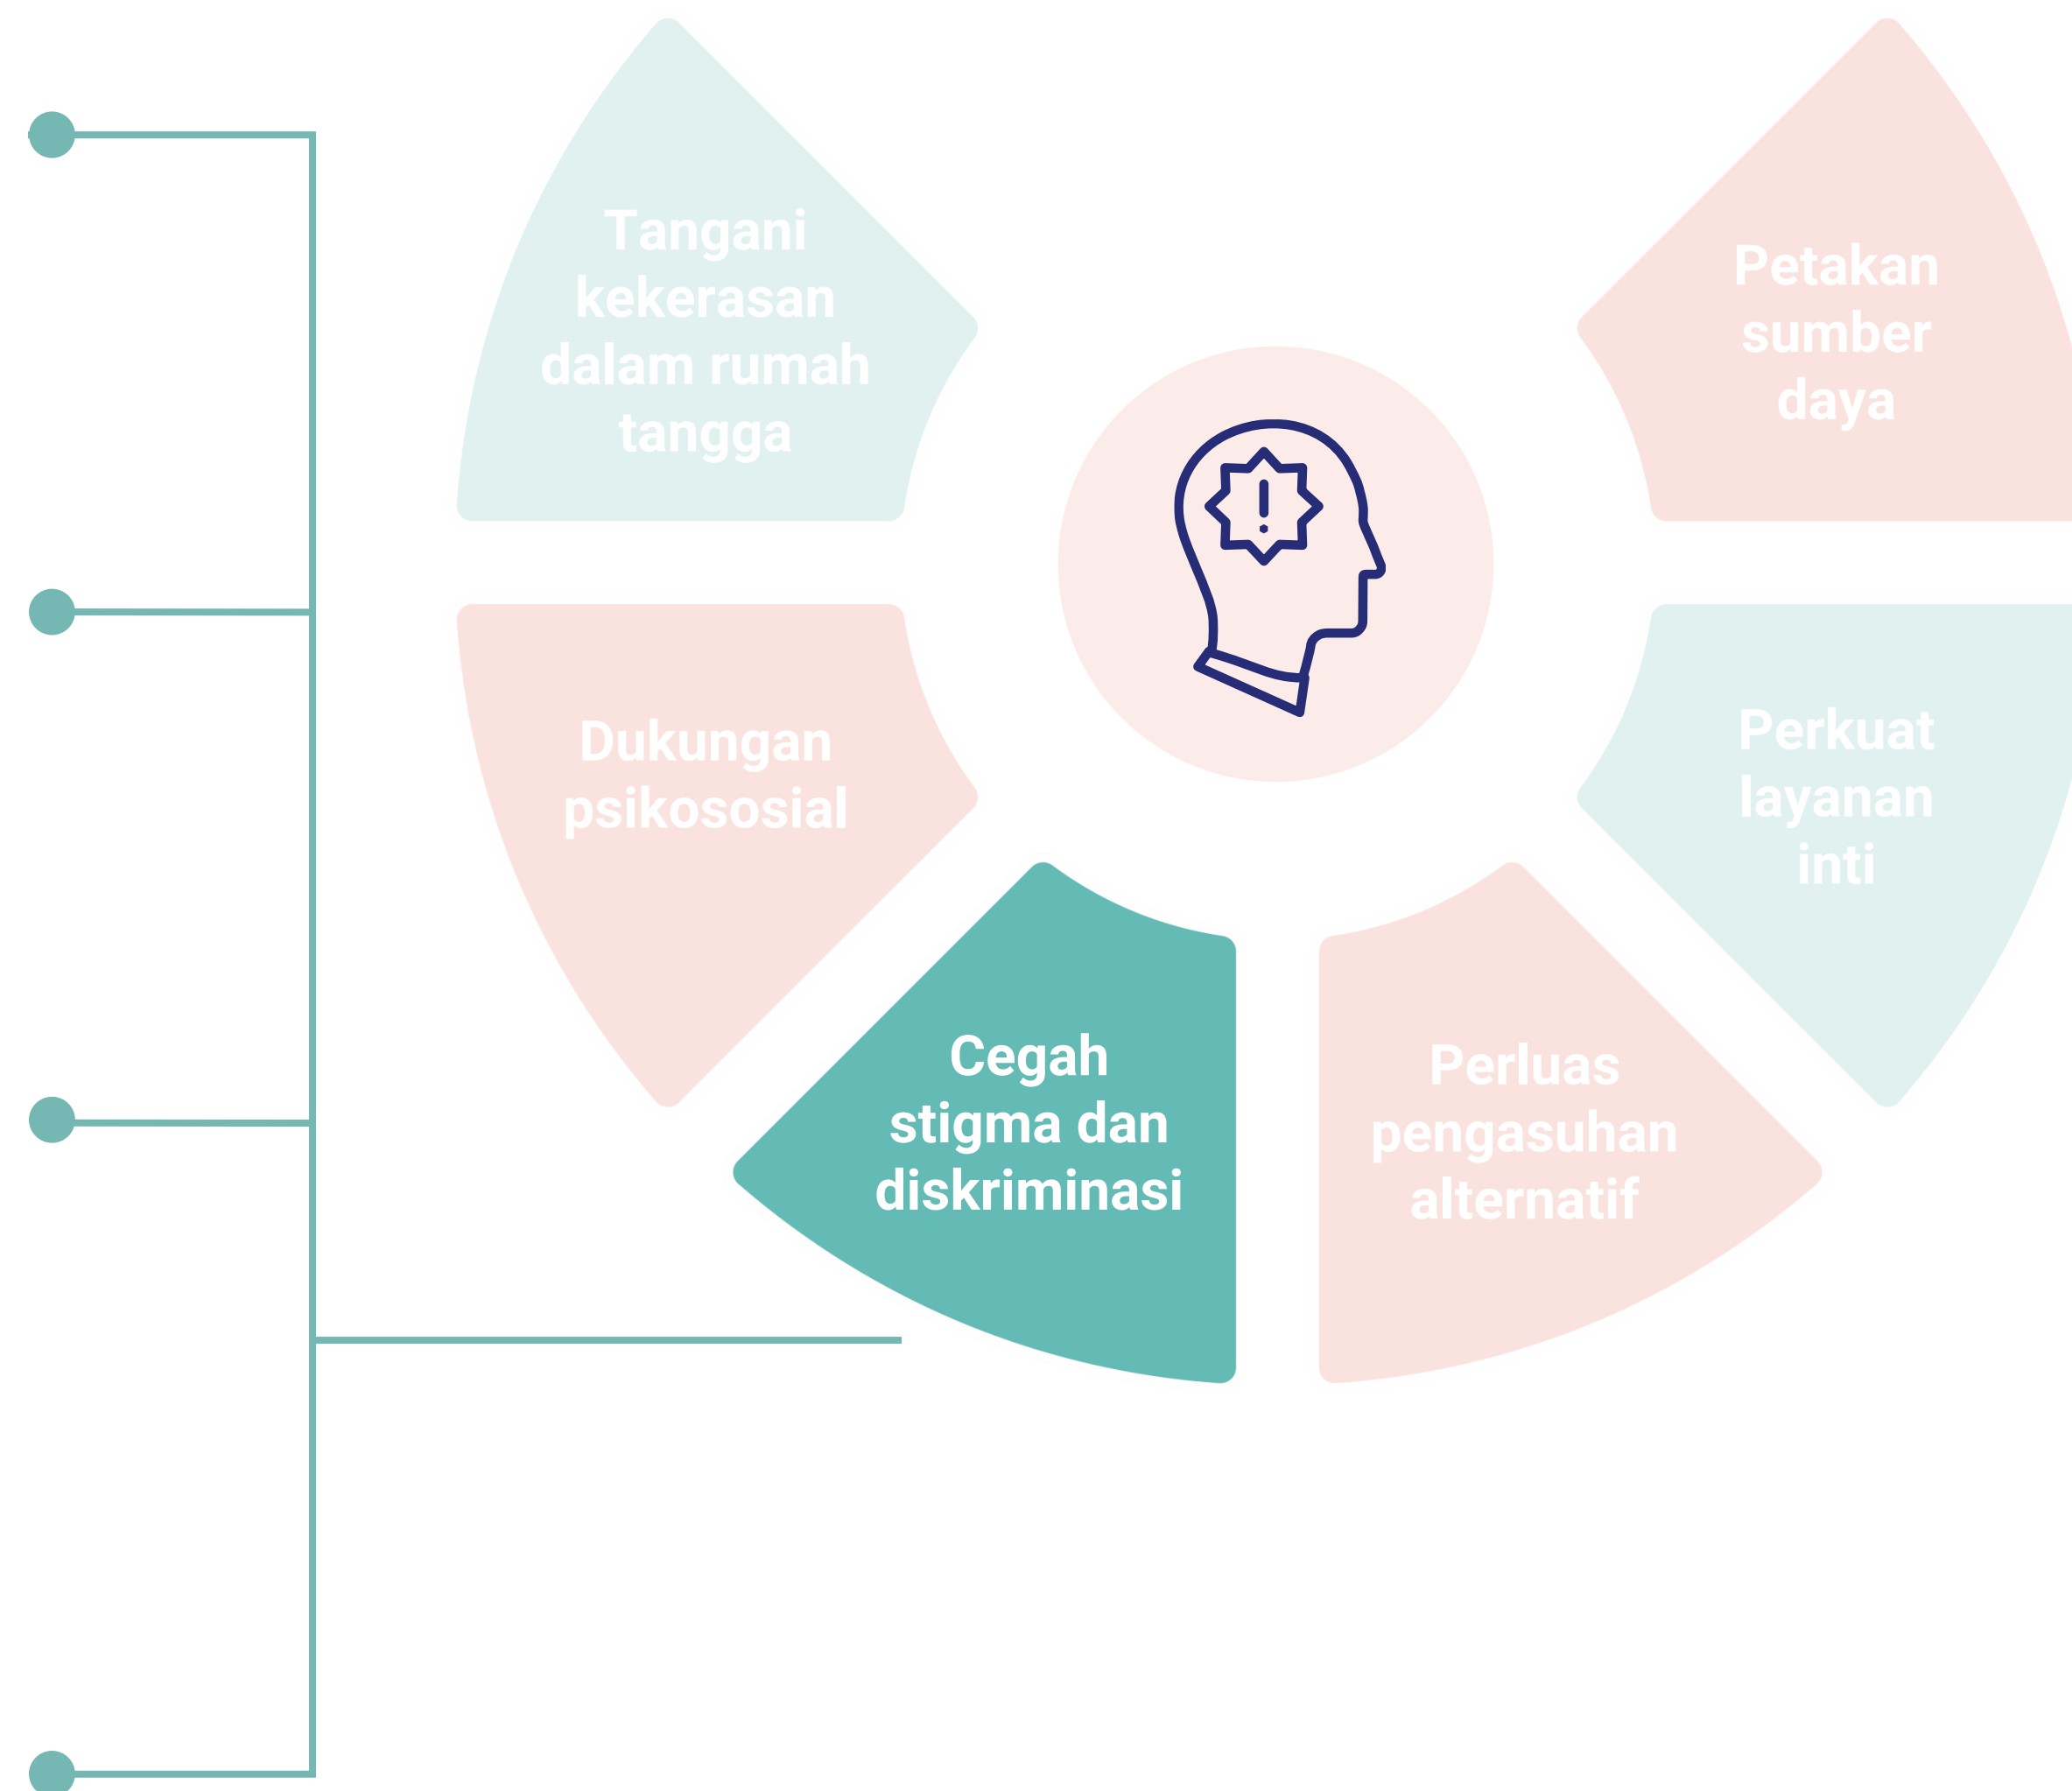 Tangani
kekerasan
dalam rumah
tangga
Petakan
sumber
daya
Dukungan
psikososial
Perkuat
layanan
inti
Cegah
stigma dan
diskriminasi
Perluas
pengasuhan
alternatif